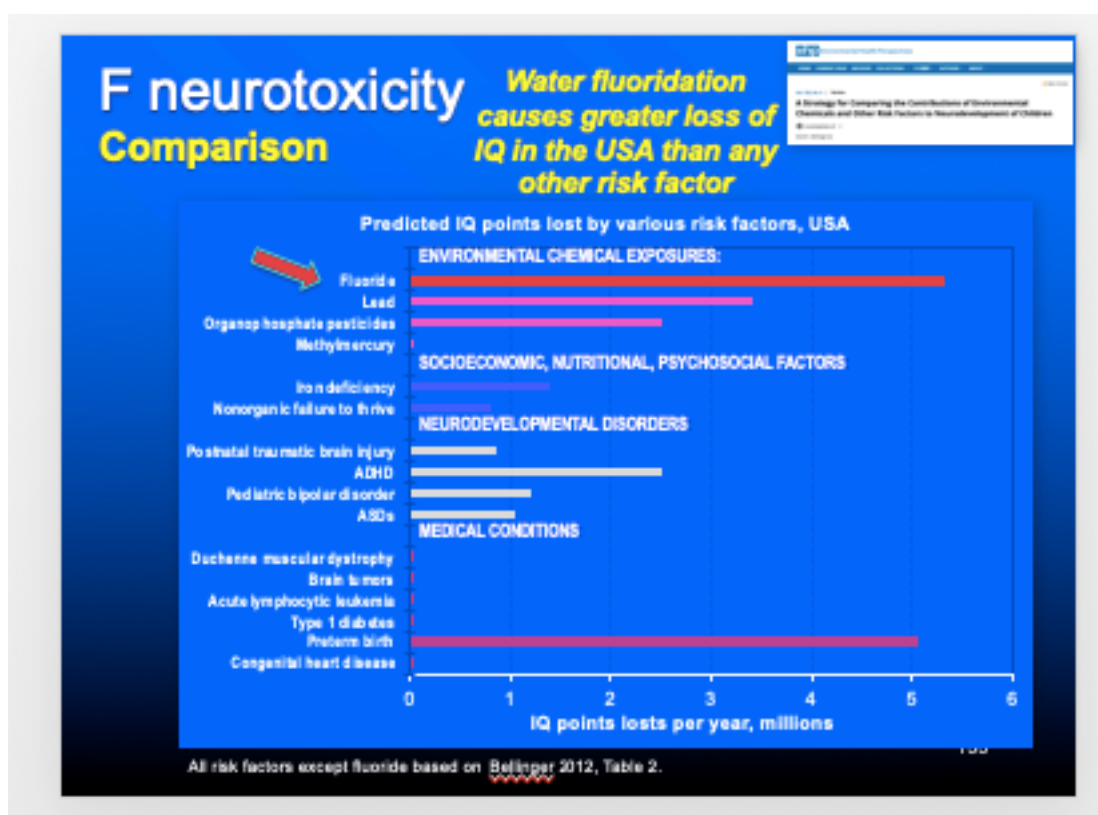 F neurotoxicity
Comparison
Water fluoridation
causes greater loss of
IQ in the USA than any
other risk factor
A Strategy for Comparing the Contributions of Environmental
Chemicals and Other Risk Factors to Neurodevelopment of Children
Predicted IQ points lost by various risk factors, USA
ENVIRONMENTAL CHEMICAL EXPOSURES:
Fluoride
Lead
Organophosphate pesticides
Methylmercury
SOCIOECONOMIC, NUTRITIONAL, PSYCHOSOCIAL FACTORS
Iron deficiency
Nonorganic failure to thrive
NEURODEVELOPMENTAL DISORDERS
Postnatal traumatic brain injury
ADHD
Pediatric bipolar disorder
ASDs
MEDICAL CONDITIONS
Duchenne muscular dystrophy
Brain tumors
Acute lymphocytic leukemia
Type 1 diabetes
Preterm birth
Congenital heart disease
0 1 2 3 4 5 6
IQ points losts per year, millions
All risk factors except fluoride based on Bellinger 2012, Table 2.